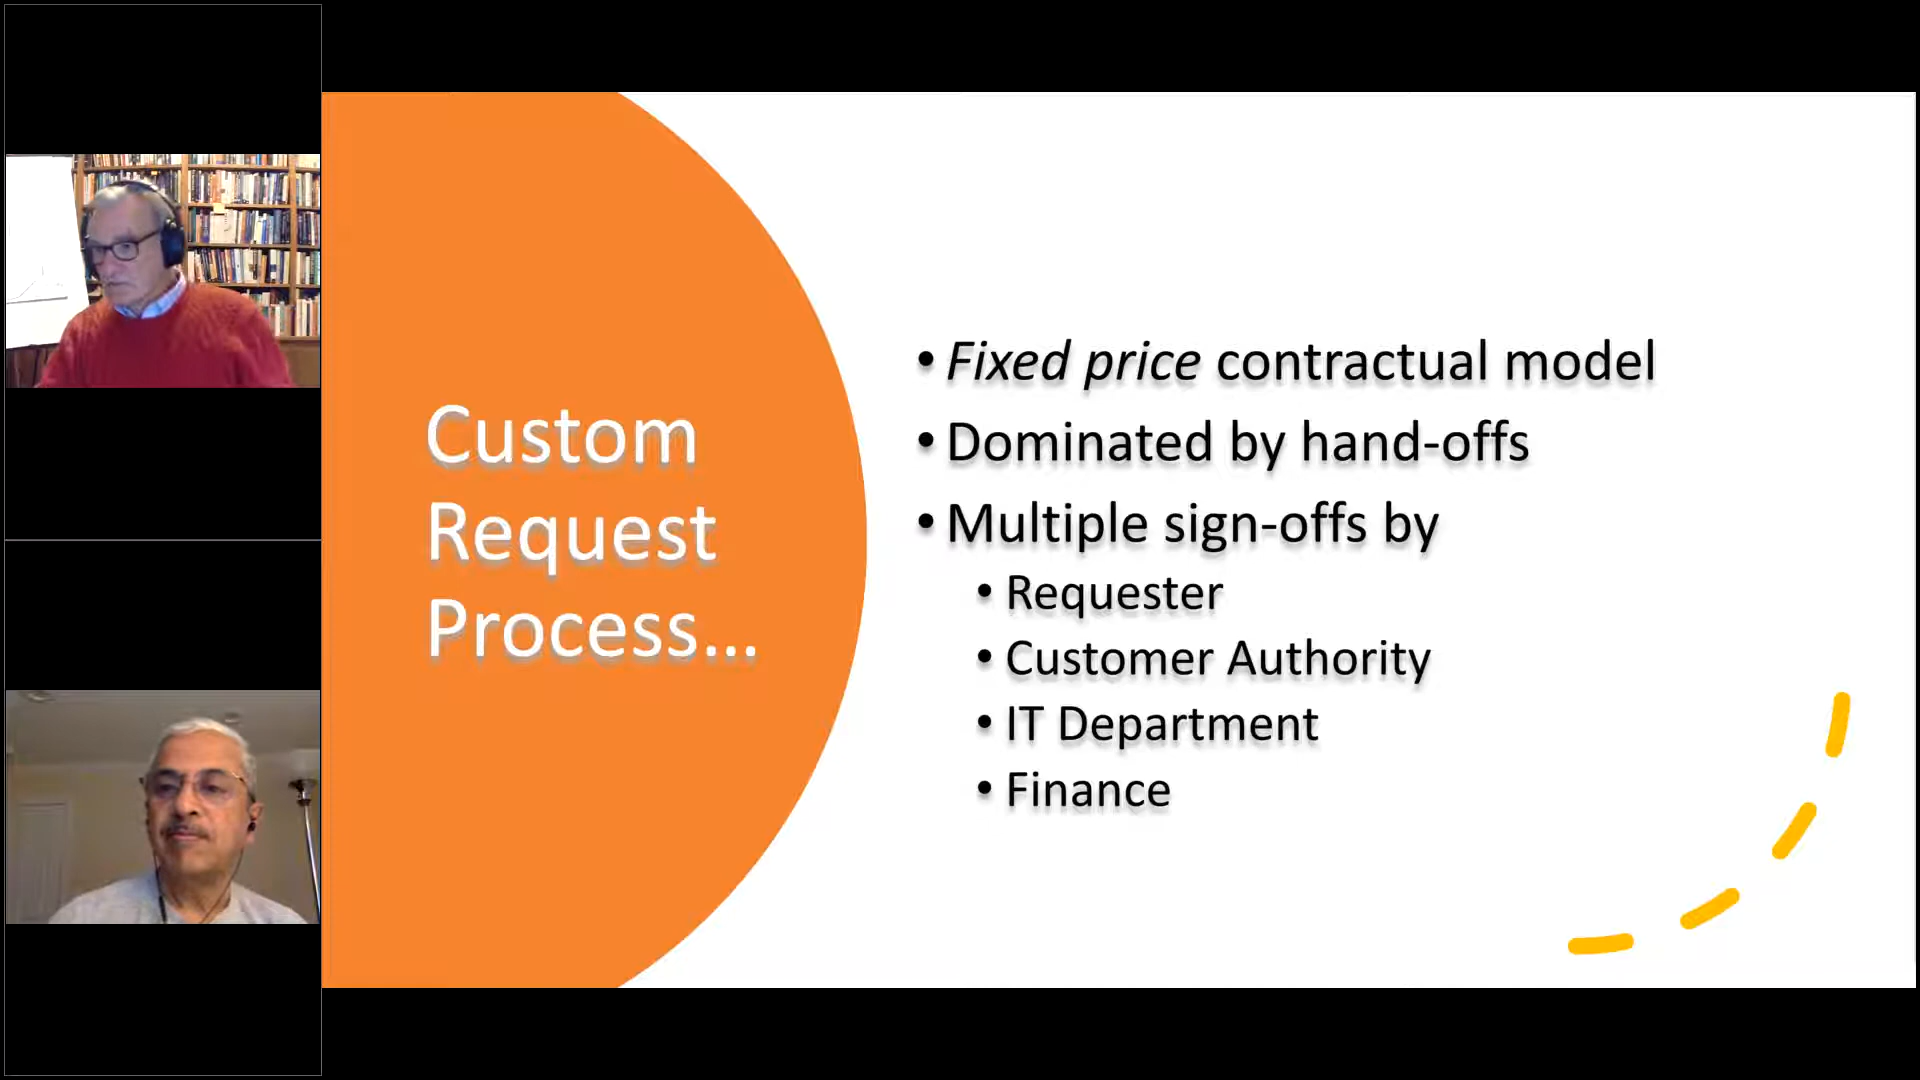 Custom
Request
Process...
• Fixed price contractual model
• Dominated by hand-offs
• Multiple sign-offs by
• Requester
• Customer Authority
• IT Department
• Finance